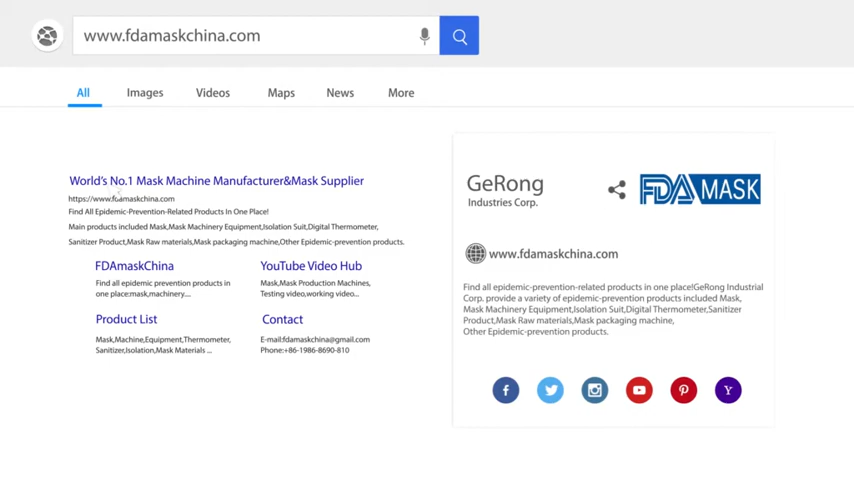 www.fdamaskchina.com
All Images Videos Maps News More
World's No.1 Mask Machine Manufacturer&Mask Supplier
https://www.fdamaskchina.com
Find All Epidemic-Prevention-Related Products In One Place!
Main products included Mask,Mask Machinery Equipment,Isolation Suit,Digital Thermometer,
Sanitizer Product,Mask Raw materials,Mask packaging machine,Other Epidemic-prevention products.
FDAmaskChina
Find all epidemic prevention products in
one place:mask,machinery....
YouTube Video Hub
Mask,Mask Production Machines,
Testing video,working video...
Product List
Mask,Machine,Equipment,Thermometer,
Sanitizer,Isolation,Mask Materials ...
Contact
E-mail:fdamaskchina@gmail.com
Phone:+86-1986-8690-810
GeRong
Industries Corp.
FDA MASK
www.fdamaskchina.com
Find all epidemic-prevention-related products in one place!GeRong Industrial
Corp. provide a variety of epidemic-prevention products included Mask,
Mask Machinery Equipment,Isolation Suit,Digital Thermometer,Sanitizer
Product,Mask Raw materials,Mask packaging machine,
Other Epidemic-prevention products.